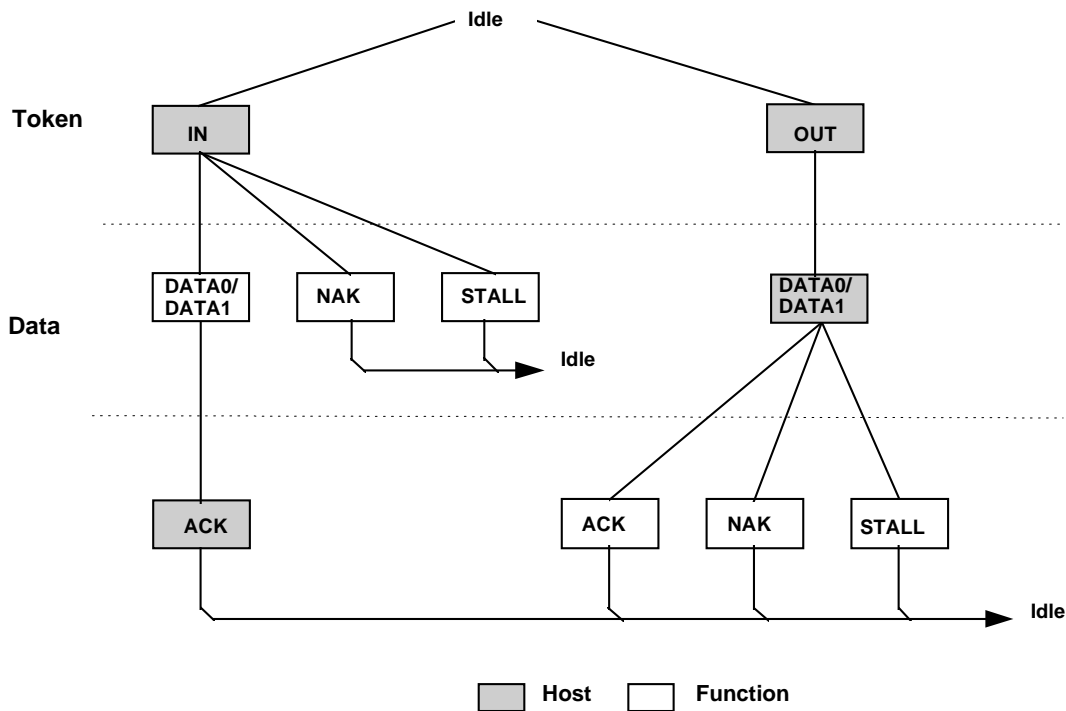 Idle
Token
IN
OUT
DATA0/
DATA1
NAK
STALL
DATA0/
DATA1
Data
Idle
ACK
ACK
NAK
STALL
Idle
Host
Function